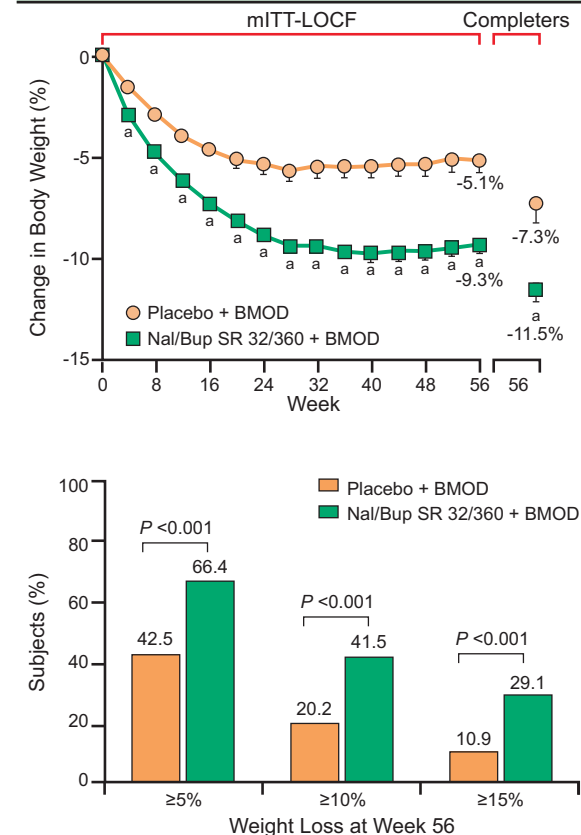 mITT-LOCF Completers
Change in Body Weight (%)
0
-5
-10
-15
a a a a a a a a a a a a a a
-5.1%
-9.3%
-7.3%
a
-11.5%
Placebo + BMOD
Nal/Bup SR 32/360 + BMOD
0 8 16 24 32 40 48 56 56
Week
Subjects (%)
100
80
60
40
20
0
Placebo + BMOD
Nal/Bup SR 32/360 + BMOD
P <0.001
42.5 66.4
P <0.001
20.2 41.5
P <0.001
10.9 29.1
≥5% ≥10% ≥15%
Weight Loss at Week 56